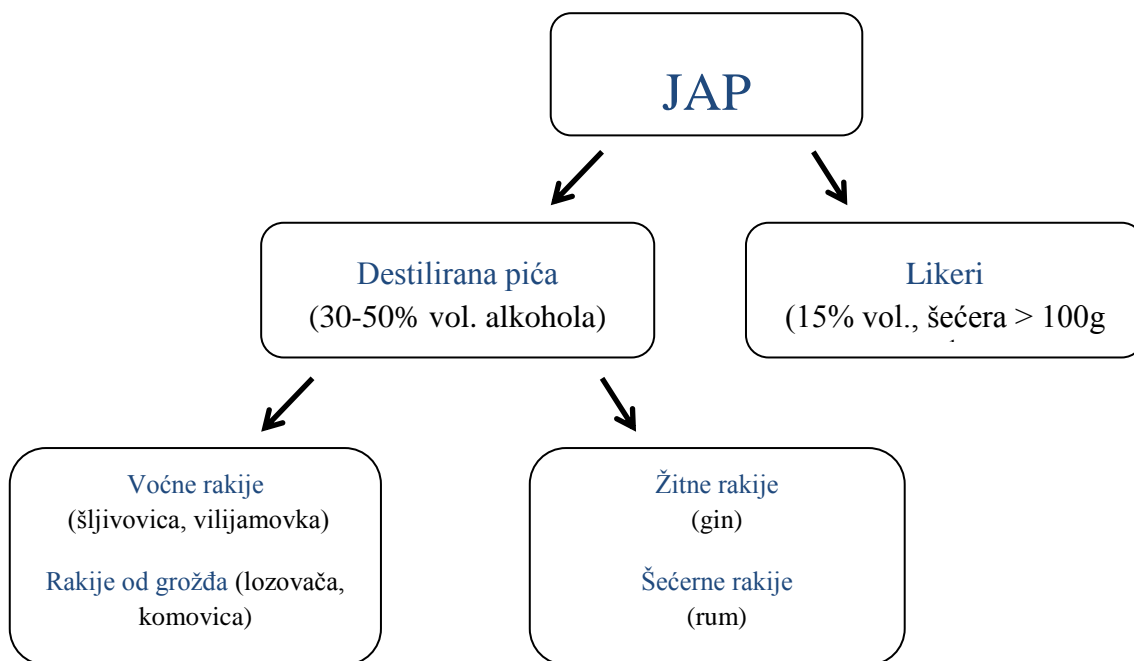 JAP
Destilirana pića
(30-50% vol. alkohola)
Likeri
(15% vol., šećera > 100g
Voćne rakije
(šljivovica, vilijamovka)
Rakije od grožđa (lozovača,
komovica)
Žitne rakije
(gin)
Šećerne rakije
(rum)